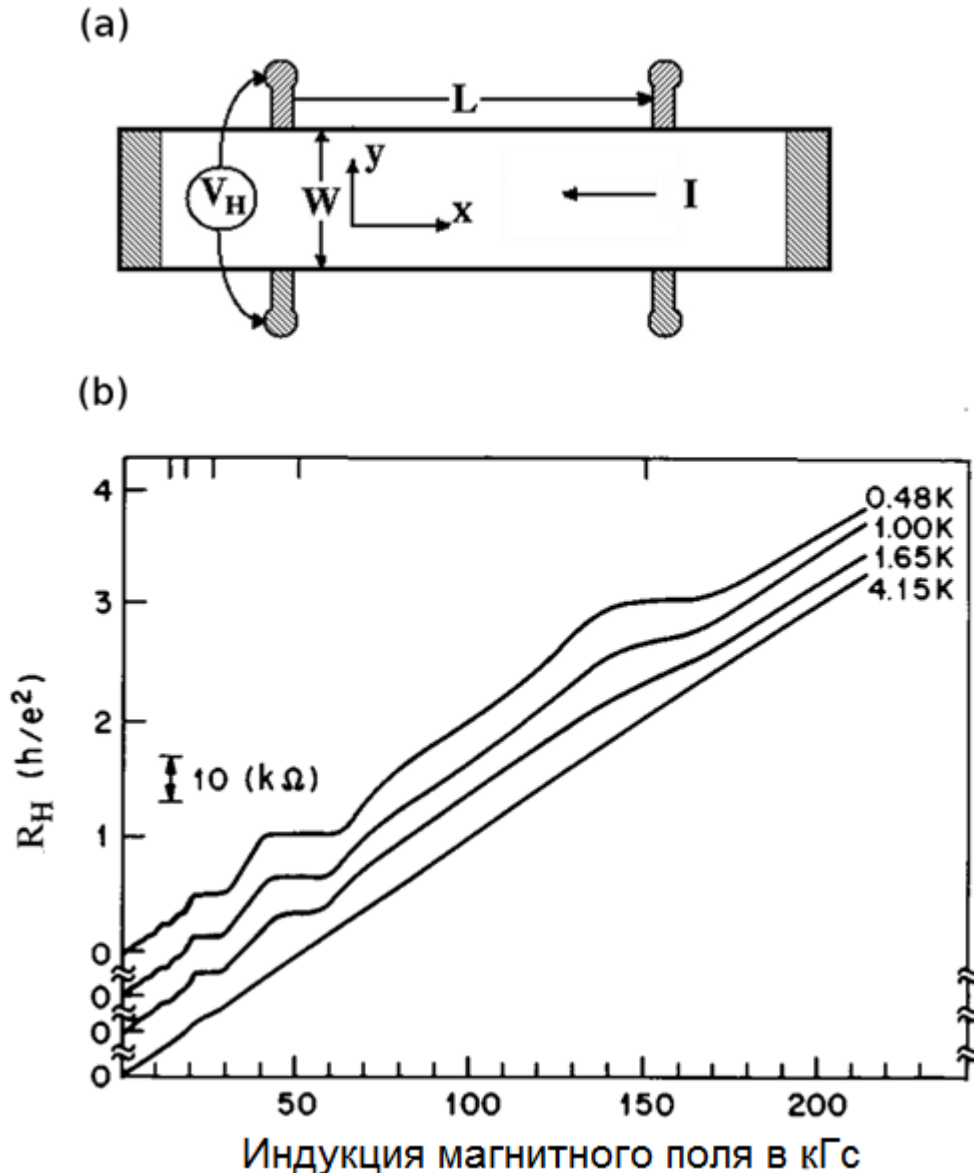 (a)
L
V_H
W
y
x
I
(b)
4
3
2
1
0
0
0
0
R_H (h/e²)
10 (kΩ)
0.48K
1.00K
1.65K
4.15K
50
100
150
200
Индукция магнитного поля в кГс